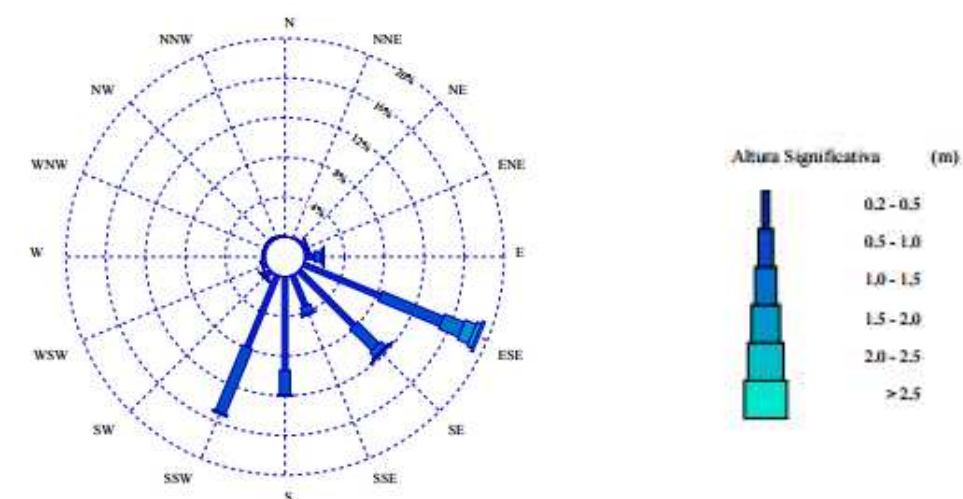 N
NNW
NNE
NW
NE
20%
16%
12%
8%
4%
WNW
ENE
W
E
WSW
ESE
SW
SE
SSW
SSE
S
Altura Significativa (m)
0.2 - 0.5
0.5 - 1.0
1.0 - 1.5
1.5 - 2.0
2.0 - 2.5
> 2.5